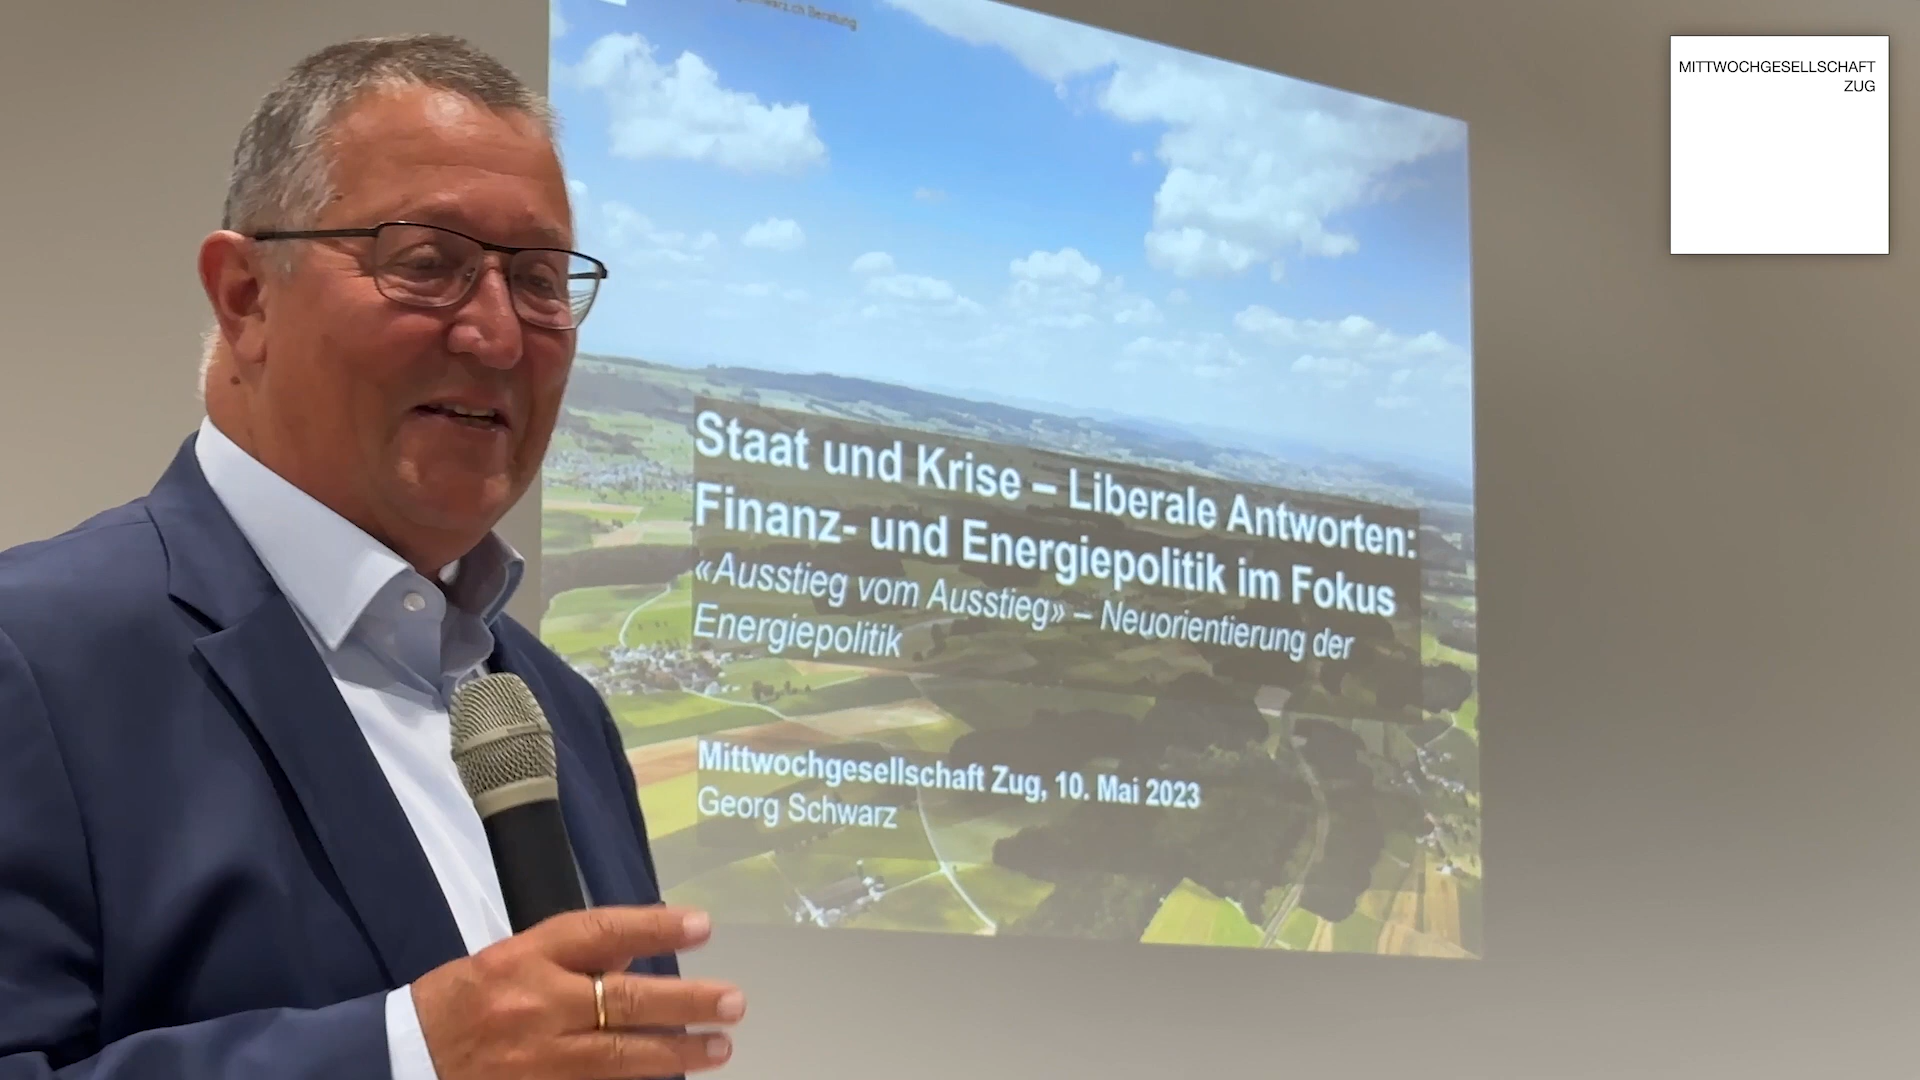 Beratung
MITTWOCHGESELLSCHAFT
ZUG
Staat und Krise – Liberale Antworten:
Finanz- und Energiepolitik im Fokus
«Ausstieg vom Ausstieg» – Neuorientierung der
Energiepolitik
Mittwochgesellschaft Zug, 10. Mai 2023
Georg Schwarz